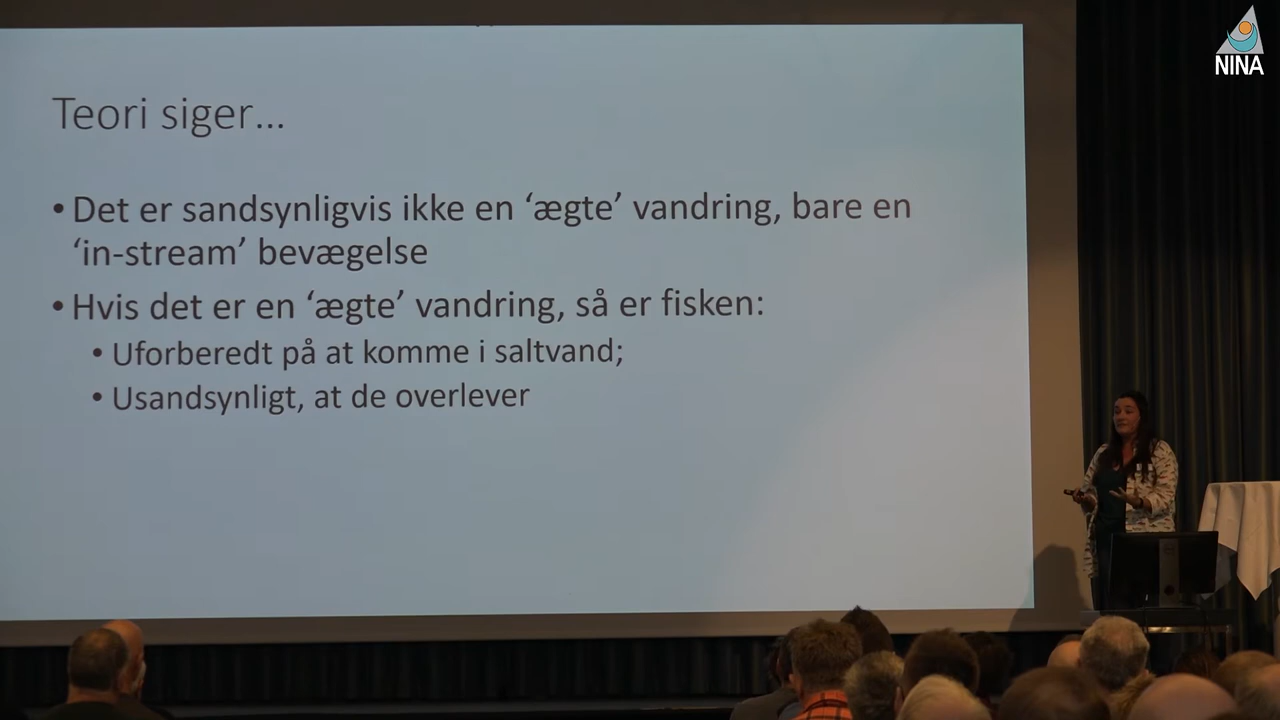 NINA
Teori siger...
• Det er sandsynligvis ikke en ‘ægte’ vandring, bare en
‘in-stream’ bevægelse
• Hvis det er en ‘ægte’ vandring, så er fisken:
• Uforberedt på at komme i saltvand;
• Usandsynligt, at de overlever